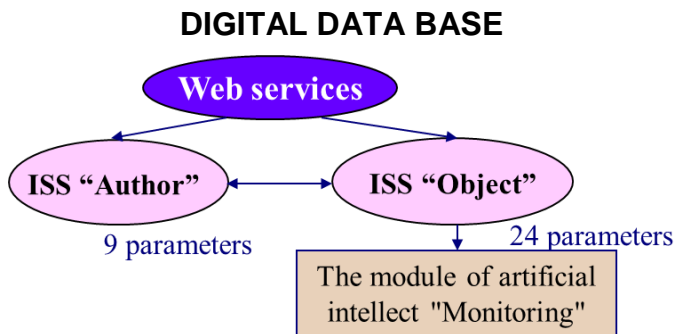 DIGITAL DATA BASE
Web services
ISS “Author”
ISS “Object”
9 parameters
24 parameters
The module of artificial
intellect "Monitoring"